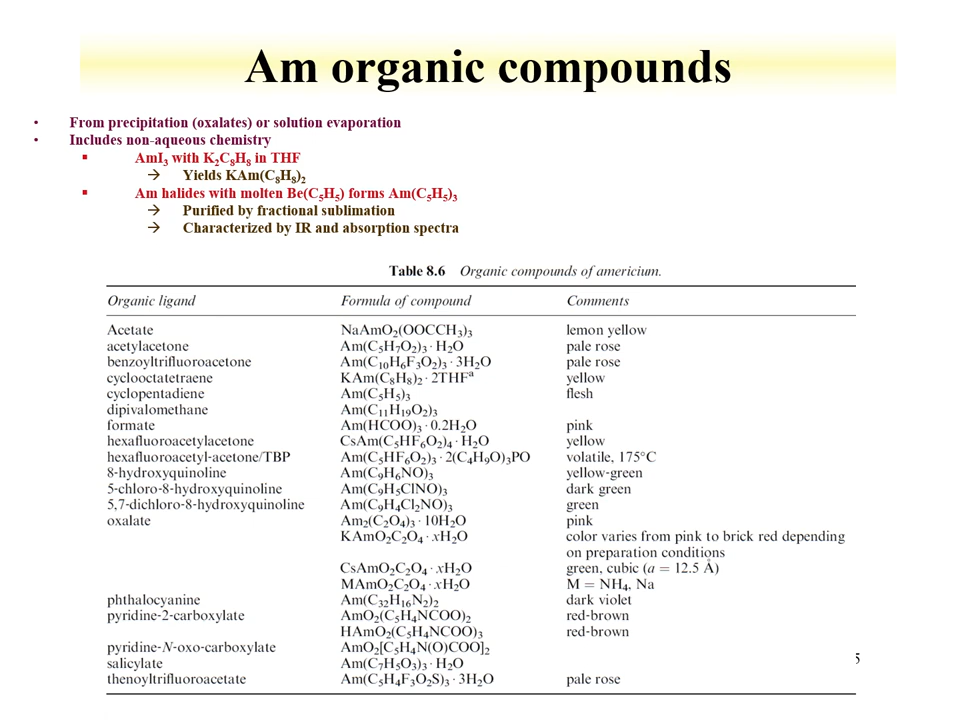 Am organic compounds
• From precipitation (oxalates) or solution evaporation
• Includes non-aqueous chemistry
▪ AmI₃ with K₂C₈H₈ in THF
→ Yields KAm(C₈H₈)₂
▪ Am halides with molten Be(C₅H₅) forms Am(C₅H₅)₃
→ Purified by fractional sublimation
→ Characterized by IR and absorption spectra
Table 8.6 Organic compounds of americium.
Organic ligand Formula of compound Comments
Acetate NaAmO₂(OOCCH₃)₃ lemon yellow
acetylacetone Am(C₅H₇O₂)₃·H₂O pale rose
benzoyltrifluoroacetone Am(C₁₀H₆F₃O₂)₃·3H₂O pale rose
cyclooctatetraene KAm(C₈H₈)₂·2THFᵃ yellow
cyclopentadiene Am(C₅H₅)₃ flesh
dipivalomethane Am(C₁₁H₁₉O₂)₃
formate Am(HCOO)₃·0.2H₂O pink
hexafluoroacetylacetone CsAm(C₅HF₆O₂)₄·H₂O yellow
hexafluoroacetyl-acetone/TBP Am(C₅HF₆O₂)₃·2(C₄H₉O)₃PO volatile, 175°C
8-hydroxyquinoline Am(C₉H₆NO)₃ yellow-green
5-chloro-8-hydroxyquinoline Am(C₉H₅ClNO)₃ dark green
5,7-dichloro-8-hydroxyquinoline Am(C₉H₄Cl₂NO)₃ green
oxalate Am₂(C₂O₄)₃·10H₂O pink
KAmO₂C₂O₄·xH₂O color varies from pink to brick red depending
on preparation conditions
CsAmO₂C₂O₄·xH₂O green, cubic (a = 12.5 Å)
MAmO₂C₂O₄·xH₂O M = NH₄, Na
phthalocyanine Am(C₃₂H₁₆N₂)₂ dark violet
pyridine-2-carboxylate AmO₂(C₅H₄NCOO)₂ red-brown
HAmO₂(C₅H₄NCOO)₃ red-brown
pyridine-N-oxo-carboxylate AmO₂[C₅H₄N(O)COO]₂
salicylate Am(C₇H₅O₃)₃·H₂O
thenoyltrifluoroacetate Am(C₅H₄F₃O₂S)₃·3H₂O pale rose
5